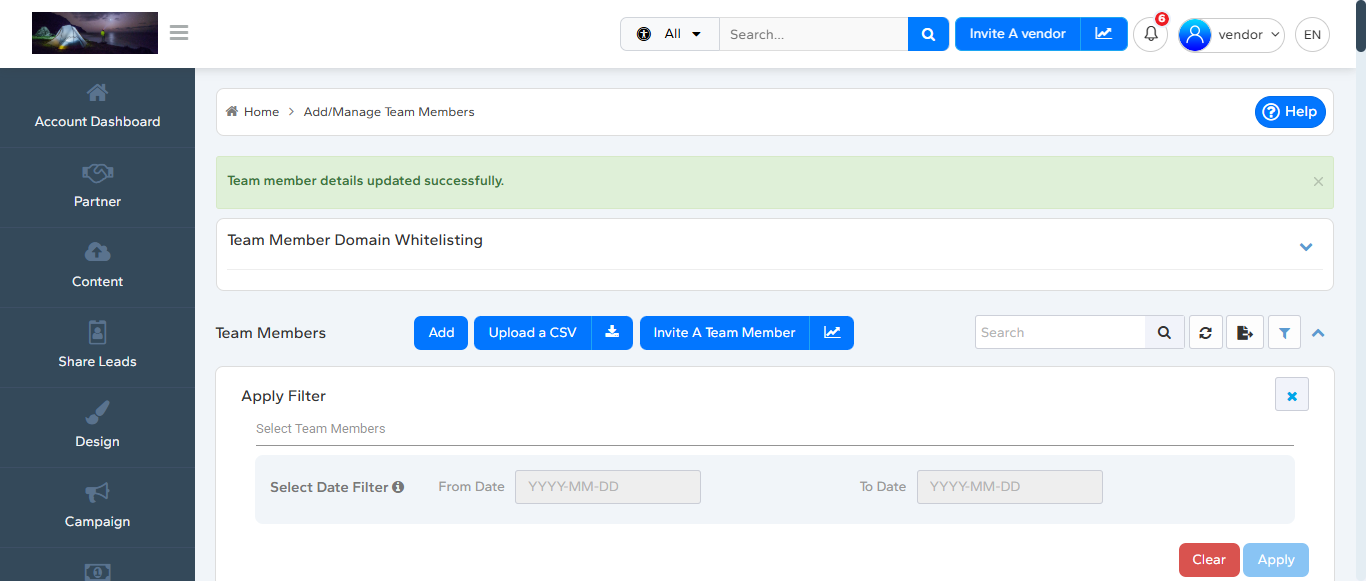 All
Search...
Invite A vendor
6
vendor
EN
Account Dashboard
Partner
Content
Share Leads
Design
Campaign
Home > Add/Manage Team Members
Help
Team member details updated successfully.
×
Team Member Domain Whitelisting
Team Members
Add
Upload a CSV
Invite A Team Member
Search
Apply Filter
Select Team Members
Select Date Filter
From Date
YYYY-MM-DD
To Date
YYYY-MM-DD
Clear
Apply